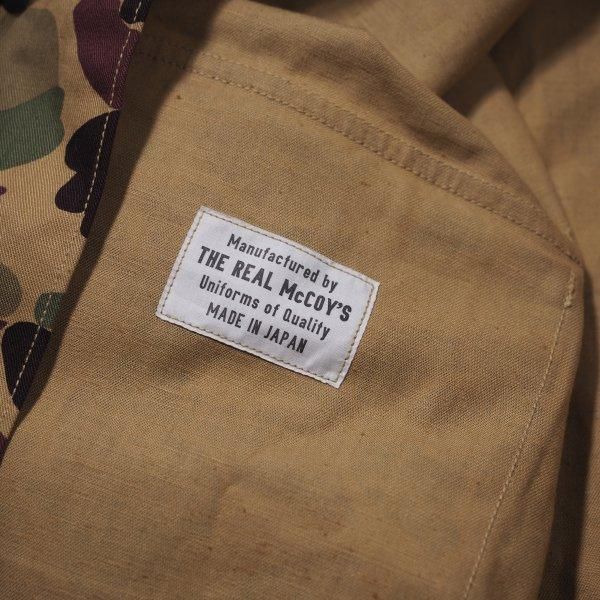 Manufactured by
THE REAL McCOY'S
Uniforms of Quality
MADE IN JAPAN